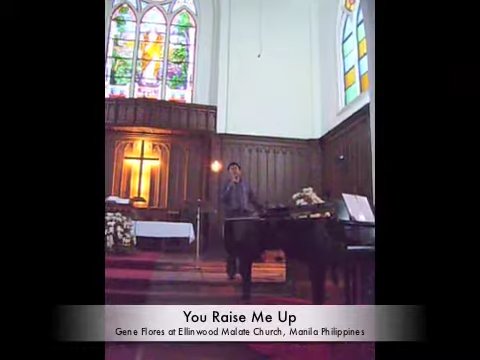 You Raise Me Up
Gene Flores at Ellinwood Malate Church, Manila Philippines